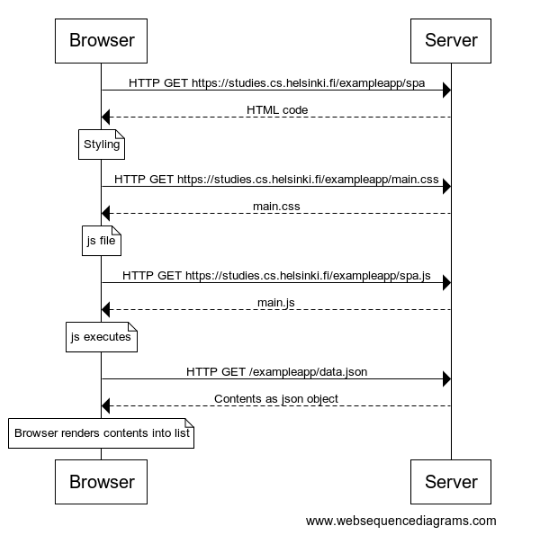 Browser
Server
HTTP GET https://studies.cs.helsinki.fi/exampleapp/spa
HTML code
Styling
HTTP GET https://studies.cs.helsinki.fi/exampleapp/main.css
main.css
js file
HTTP GET https://studies.cs.helsinki.fi/exampleapp/spa.js
main.js
js executes
HTTP GET /exampleapp/data.json
Contents as json object
Browser renders contents into list
Browser
Server
www.websequencediagrams.com